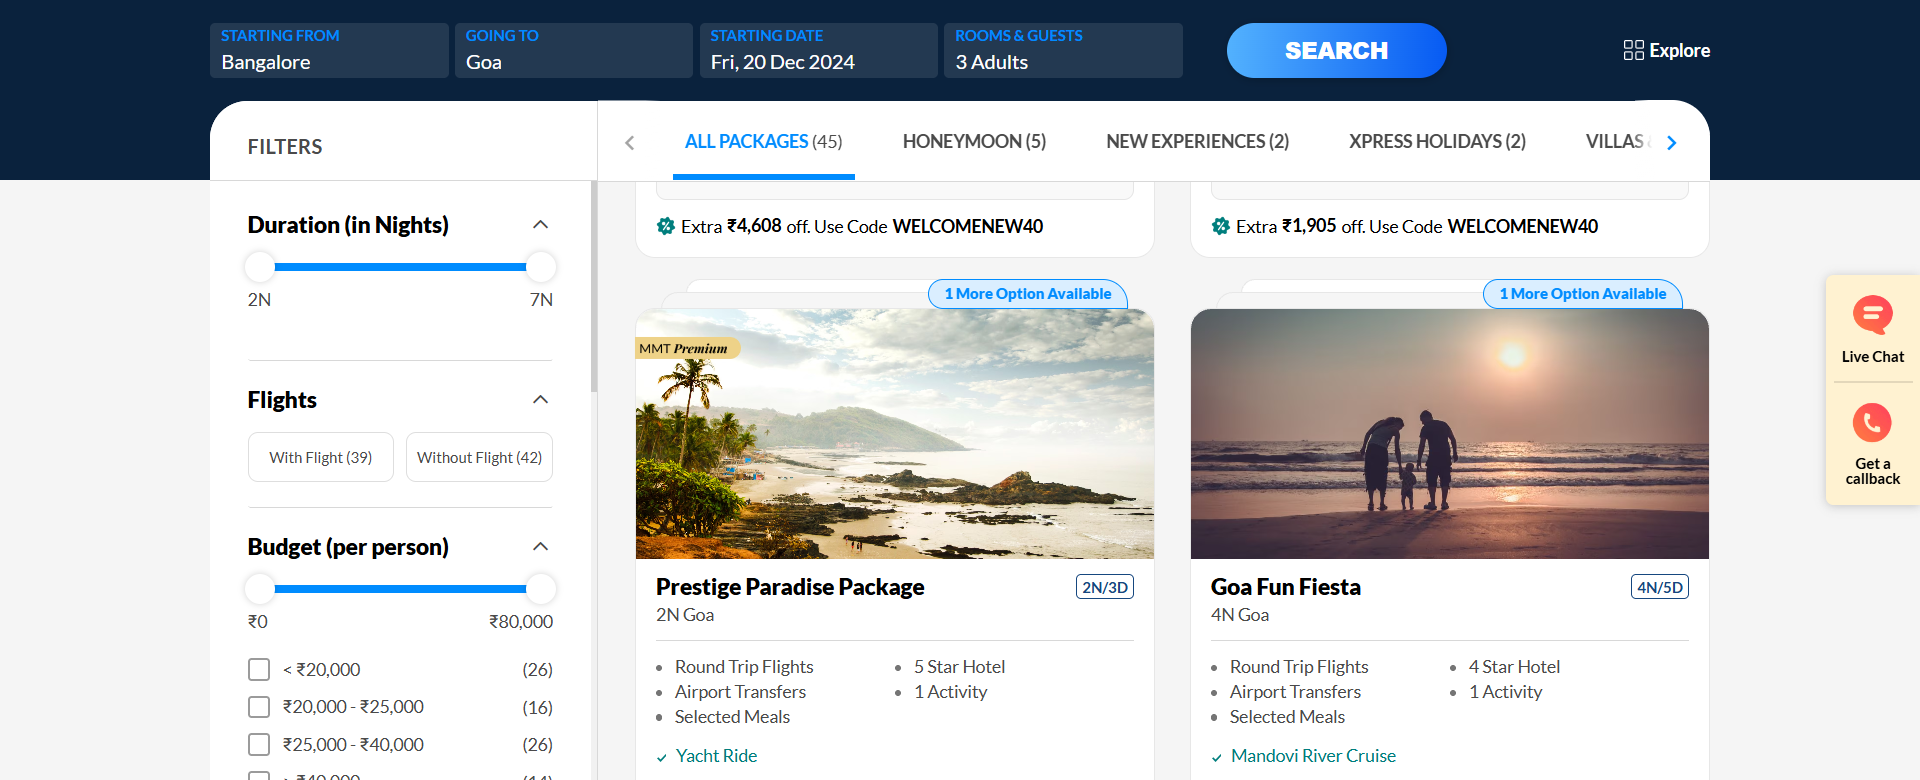 STARTING FROM
Bangalore
GOING TO
Goa
STARTING DATE
Fri, 20 Dec 2024
ROOMS & GUESTS
3 Adults
SEARCH
Explore
FILTERS
ALL PACKAGES (45)
HONEYMOON (5)
NEW EXPERIENCES (2)
XPRESS HOLIDAYS (2)
VILLAS
Duration (in Nights)
2N
7N
Flights
With Flight (39)
Without Flight (42)
Budget (per person)
₹0
₹80,000
< ₹20,000
(26)
₹20,000 - ₹25,000
(16)
₹25,000 - ₹40,000
(26)
Extra ₹4,608 off. Use Code WELCOMENEW40
Extra ₹1,905 off. Use Code WELCOMENEW40
1 More Option Available
MMT Premium
Prestige Paradise Package
2N/3D
2N Goa
Round Trip Flights
Airport Transfers
Selected Meals
5 Star Hotel
1 Activity
Yacht Ride
1 More Option Available
Goa Fun Fiesta
4N/5D
4N Goa
Round Trip Flights
Airport Transfers
Selected Meals
4 Star Hotel
1 Activity
Mandovi River Cruise
Live Chat
Get a
callback